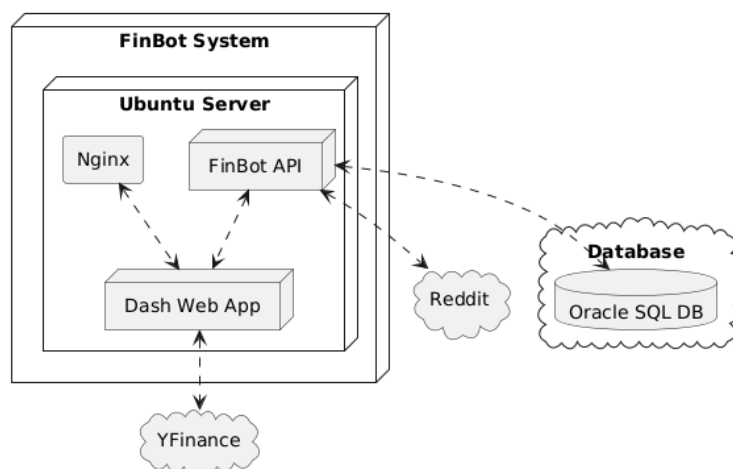 FinBot System
Ubuntu Server
Nginx
FinBot API
Database
Dash Web App
Reddit
Oracle SQL DB
YFinance